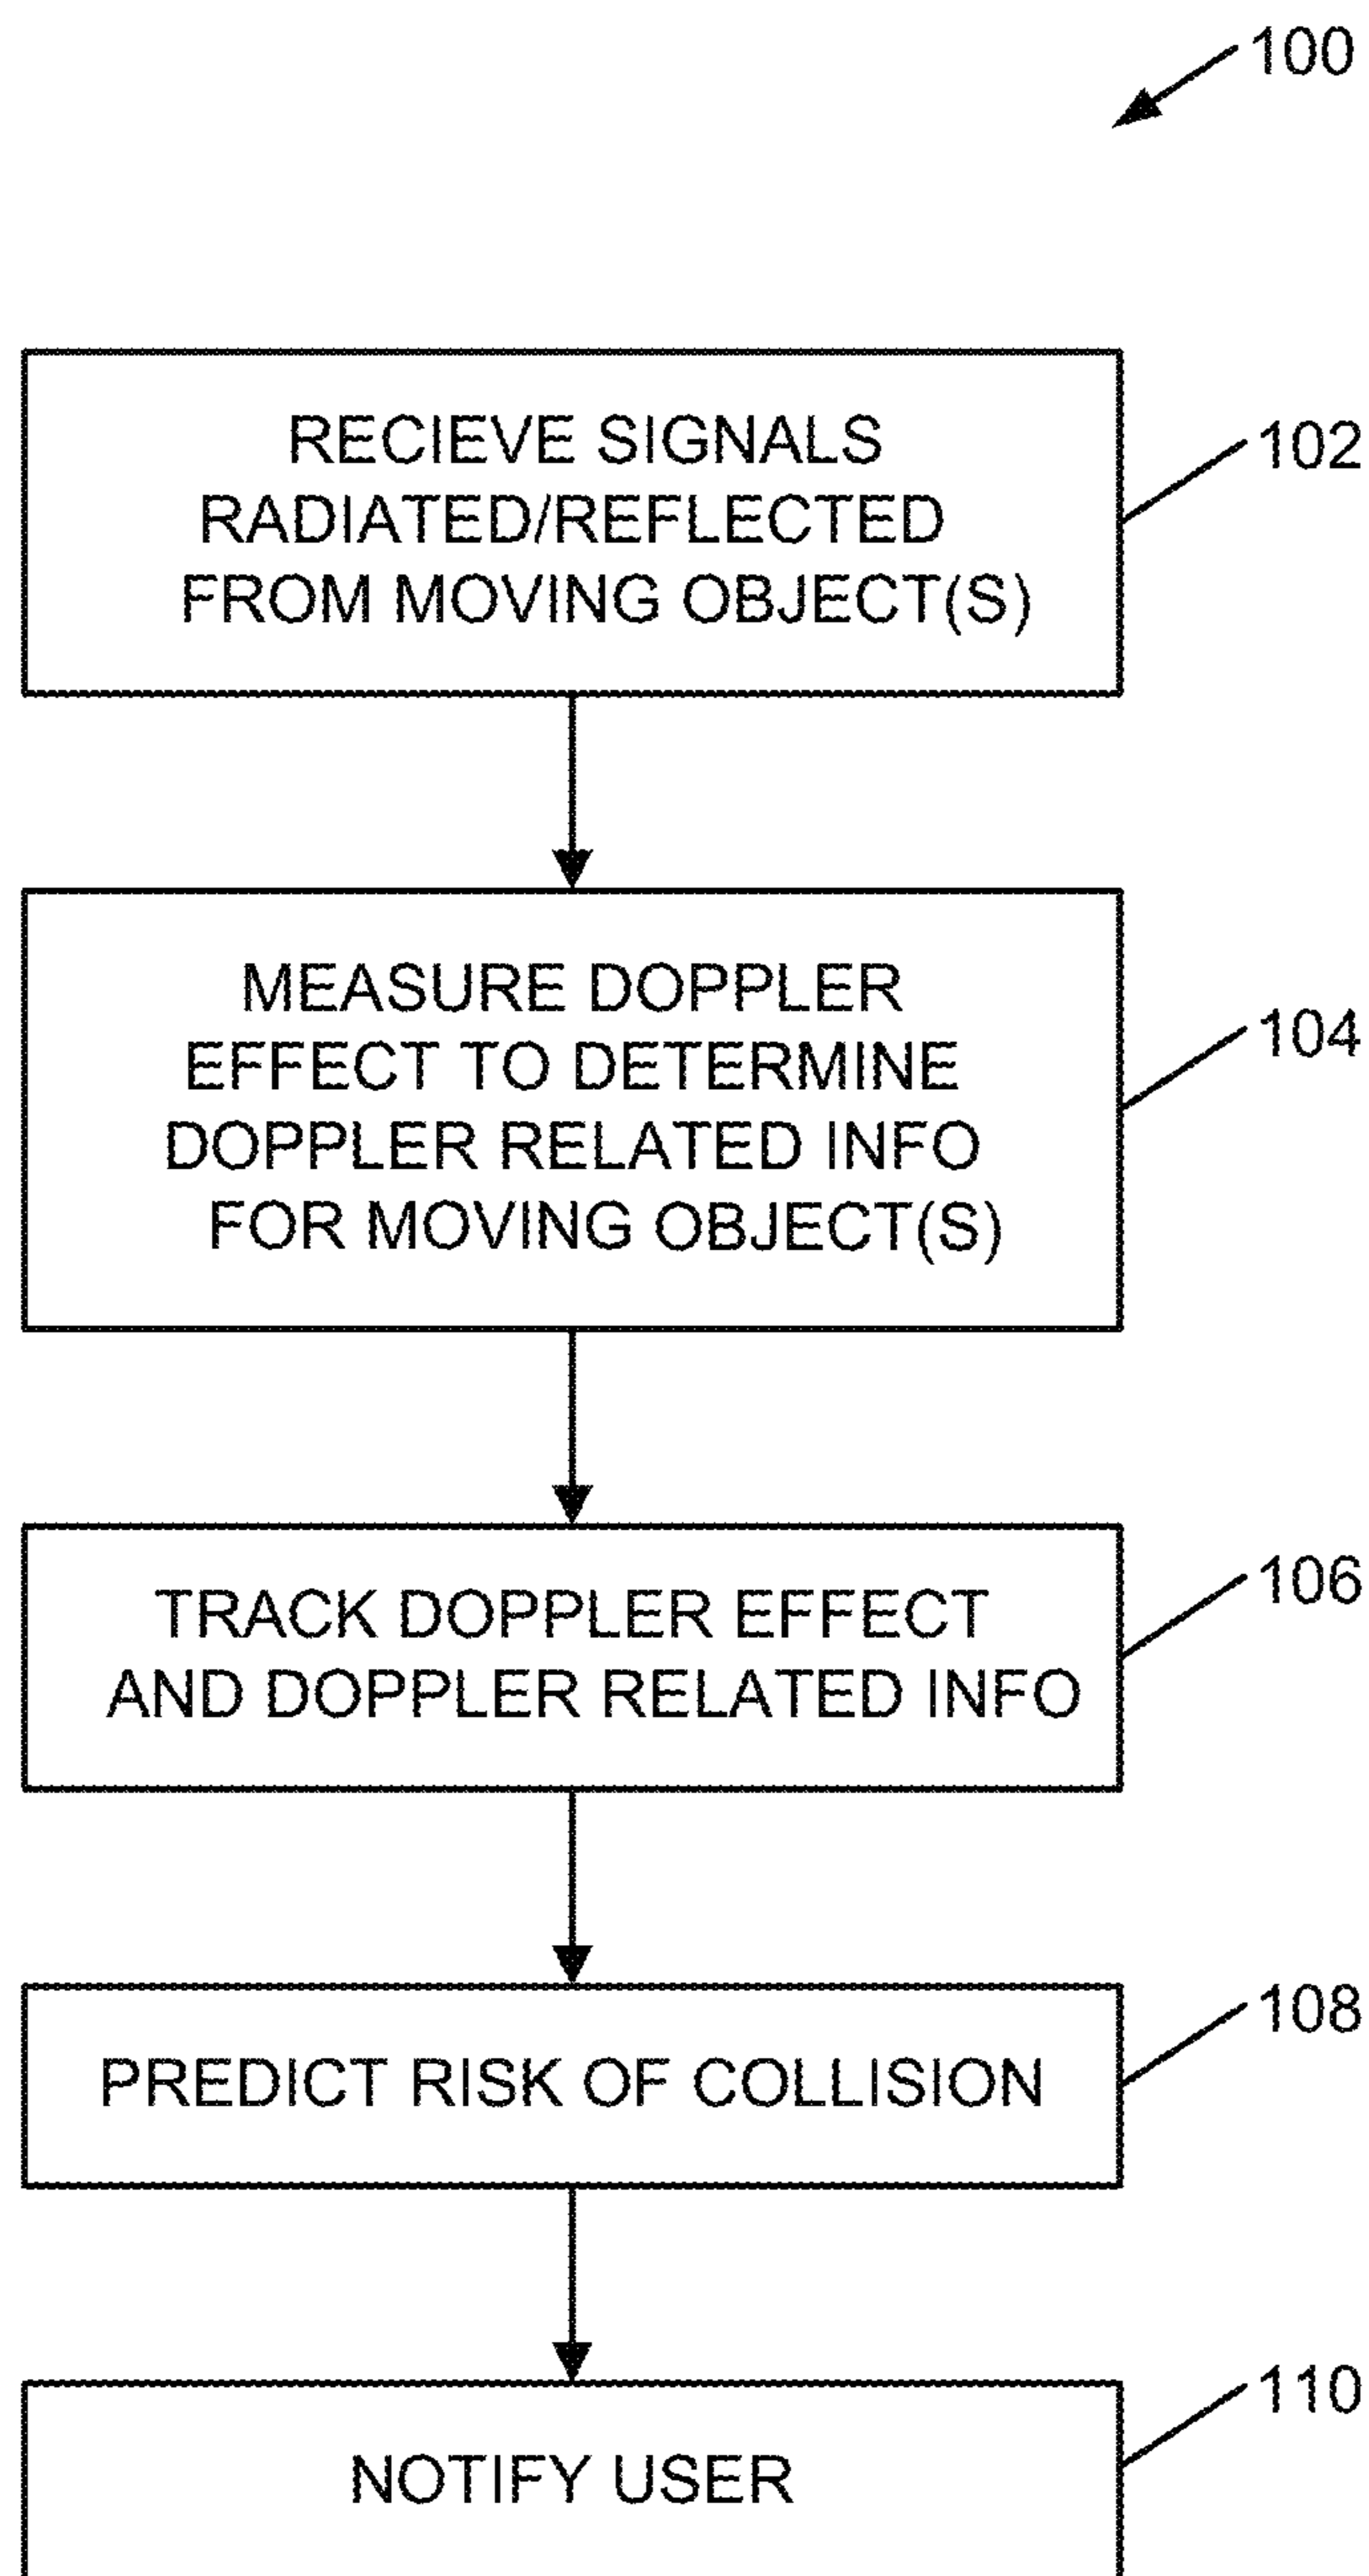 100
RECIEVE SIGNALS
RADIATED/REFLECTED
FROM MOVING OBJECT(S)
102
MEASURE DOPPLER
EFFECT TO DETERMINE
DOPPLER RELATED INFO
FOR MOVING OBJECT(S)
104
TRACK DOPPLER EFFECT
AND DOPPLER RELATED INFO
106
PREDICT RISK OF COLLISION
108
NOTIFY USER
110